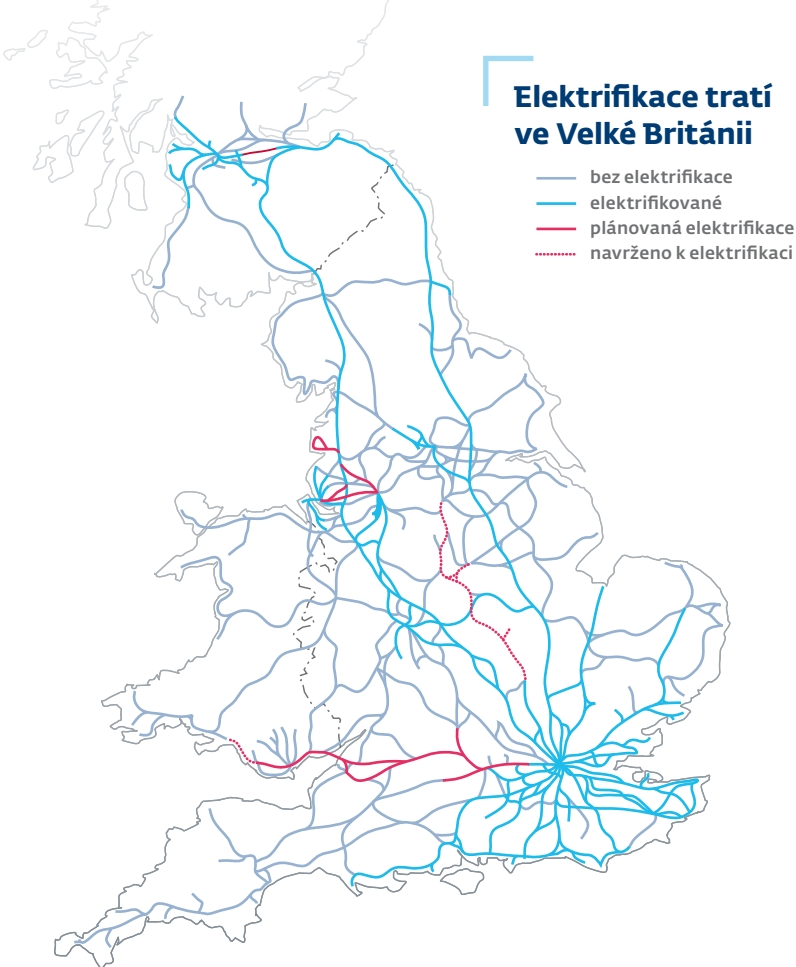 Elektrifikace tratí
ve Velké Británii
bez elektrifikace
elektrifikované
plánovaná elektrifikace
navrženo k elektrifikaci